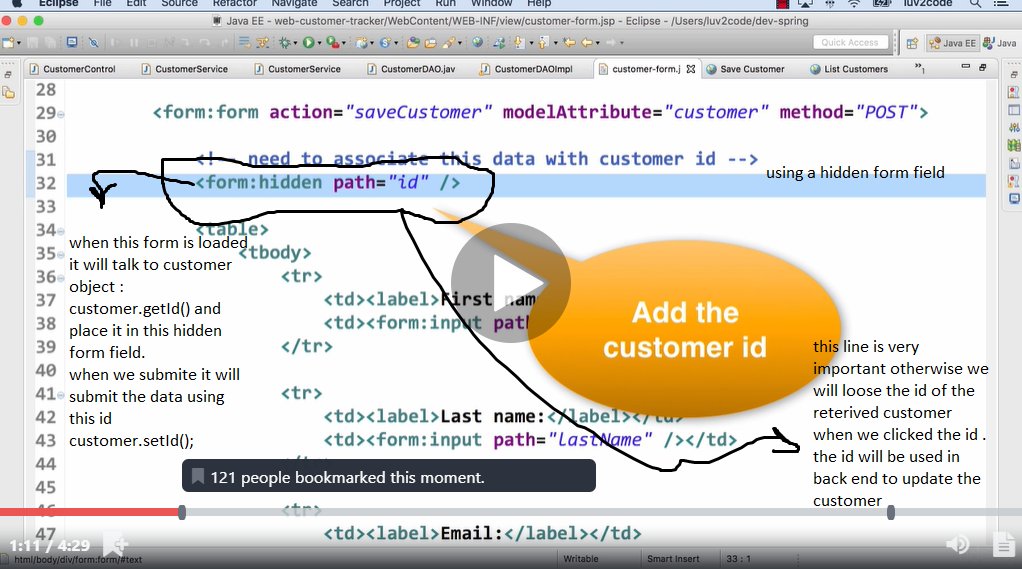 Eclipse File Edit Source Refactor Navigate Search Project Run Window Help luv2code
Java EE - web-customer-tracker/WebContent/WEB-INF/view/customer-form.jsp - Eclipse - /Users/luv2code/dev-spring
Quick Access Java EE Java
CustomerControl CustomerService CustomerService CustomerDAO.jav CustomerDAOImpl customer-form.j Save Customer List Customers »1
28
29 <form:form action="saveCustomer" modelAttribute="customer" method="POST">
30
31 <!-- need to associate this data with customer id -->
using a hidden form field
32 <form:hidden path="id" />
33
34 <table>
35 <tbody>
36 <tr>
37 <td><label>First nam
38 <td><form:input pat
39 </tr>
40
41 <tr>
42 <td><label>Last name:</label></td>
43 <td><form:input path="lastName" /></td>
44
45
46 <tr>
47 <td><label>Email:</label></td>
when this form is loaded
it will talk to customer
object :
customer.getId() and
place it in this hidden
form field.
when we submite it will
submit the data using
this id
customer.setId();
Add the
customer id
this line is very
important otherwise we
will loose the id of the
reterived customer
when we clicked the id .
the id will be used in
back end to update the
customer
121 people bookmarked this moment.
1:11 / 4:29
html/body/div/form:form/#text Writable Smart Insert 33 : 1